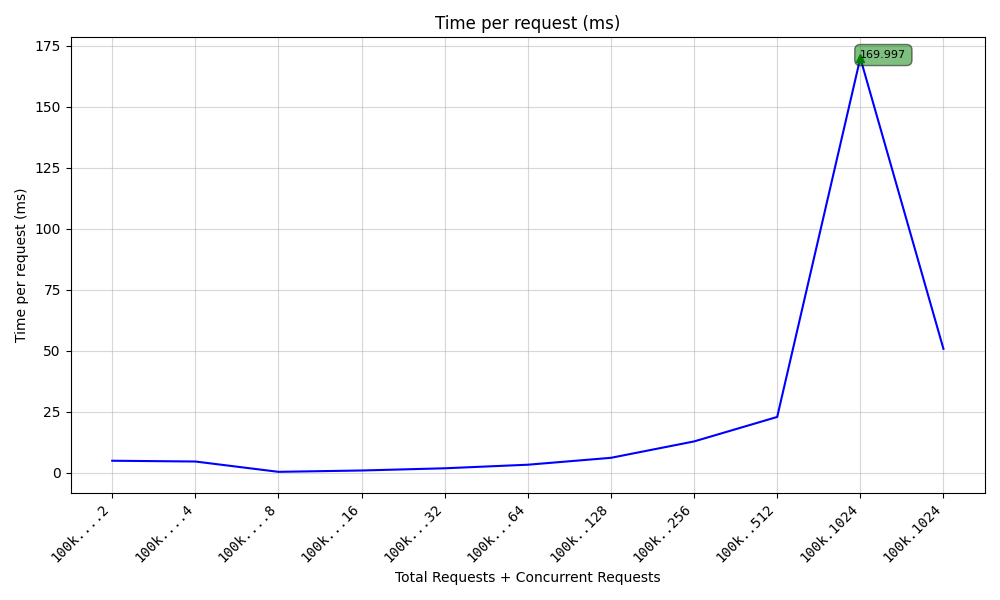 Time per request (ms)
169.997
175
150
125
100
75
50
25
0
Time per request (ms)
100k....2
100k....4
100k....8
100k...16
100k...32
100k...64
100k..128
100k..256
100k..512
100k.1024
100k.1024
Total Requests + Concurrent Requests